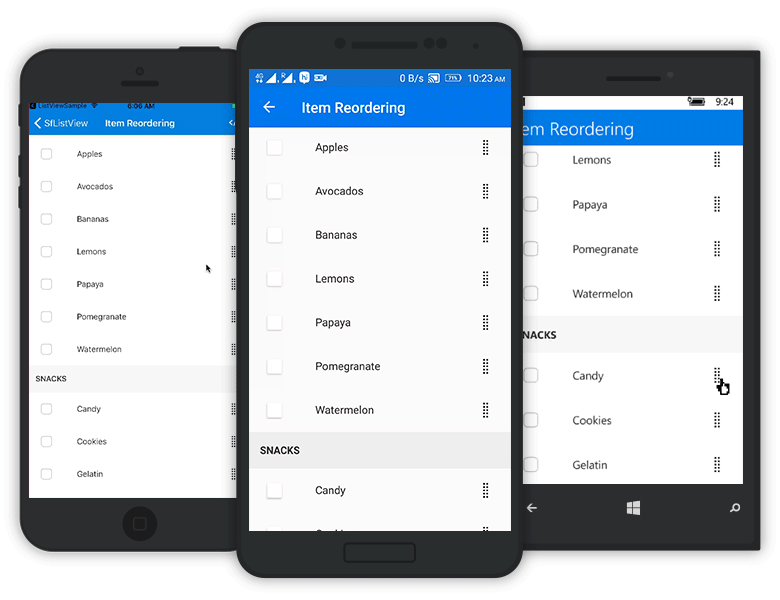 ListViewSample 6:06 AM
SfListView Item Reordering
Apples
Avocados
Bananas
Lemons
Papaya
Pomegranate
Watermelon
SNACKS
Candy
Cookies
Gelatin
4G R 0 B/s 71% 10:23 AM
Item Reordering
Apples
Avocados
Bananas
Lemons
Papaya
Pomegranate
Watermelon
SNACKS
Candy
9:24
em Reordering
Lemons
Papaya
Pomegranate
Watermelon
NACKS
Candy
Cookies
Gelatin